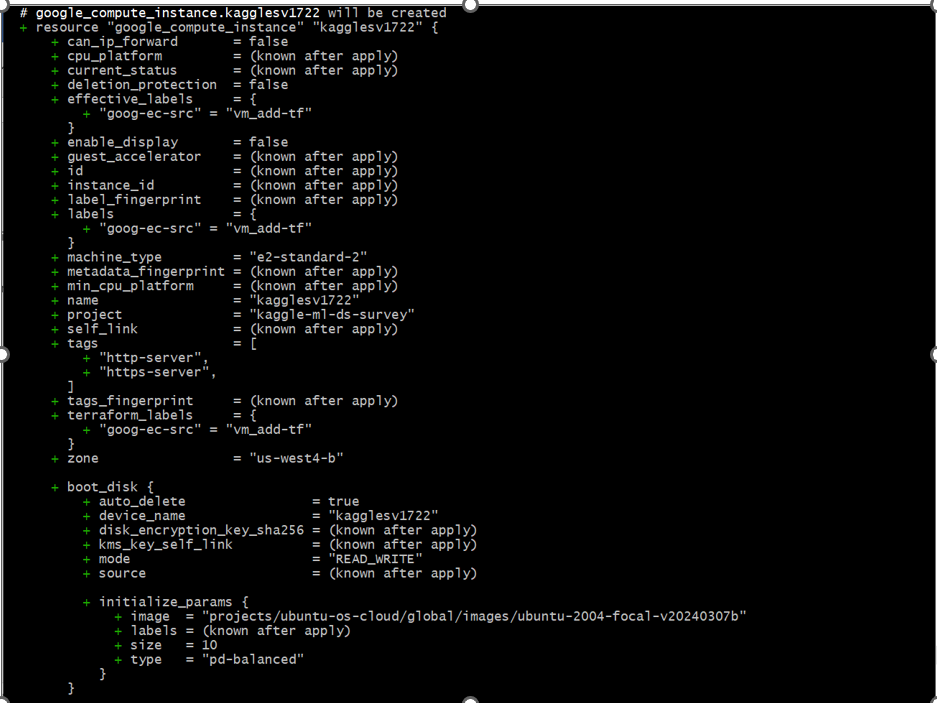 # google_compute_instance.kagglesv1722 will be created
+ resource "google_compute_instance" "kagglesv1722" {
+ can_ip_forward = false
+ cpu_platform = (known after apply)
+ current_status = (known after apply)
+ deletion_protection = false
+ effective_labels = {
+ "goog-ec-src" = "vm_add-tf"
}
+ enable_display = false
+ guest_accelerator = (known after apply)
+ id = (known after apply)
+ instance_id = (known after apply)
+ label_fingerprint = (known after apply)
+ labels = {
+ "goog-ec-src" = "vm_add-tf"
}
+ machine_type = "e2-standard-2"
+ metadata_fingerprint = (known after apply)
+ min_cpu_platform = (known after apply)
+ name = "kagglesv1722"
+ project = "kaggle-ml-ds-survey"
+ self_link = (known after apply)
+ tags = [
+ "http-server",
+ "https-server",
]
+ tags_fingerprint = (known after apply)
+ terraform_labels = {
+ "goog-ec-src" = "vm_add-tf"
}
+ zone = "us-west4-b"
+ boot_disk {
+ auto_delete = true
+ device_name = "kagglesv1722"
+ disk_encryption_key_sha256 = (known after apply)
+ kms_key_self_link = (known after apply)
+ mode = "READ_WRITE"
+ source = (known after apply)
+ initialize_params {
+ image = "projects/ubuntu-os-cloud/global/images/ubuntu-2004-focal-v20240307b"
+ labels = (known after apply)
+ size = 10
+ type = "pd-balanced"
}
}